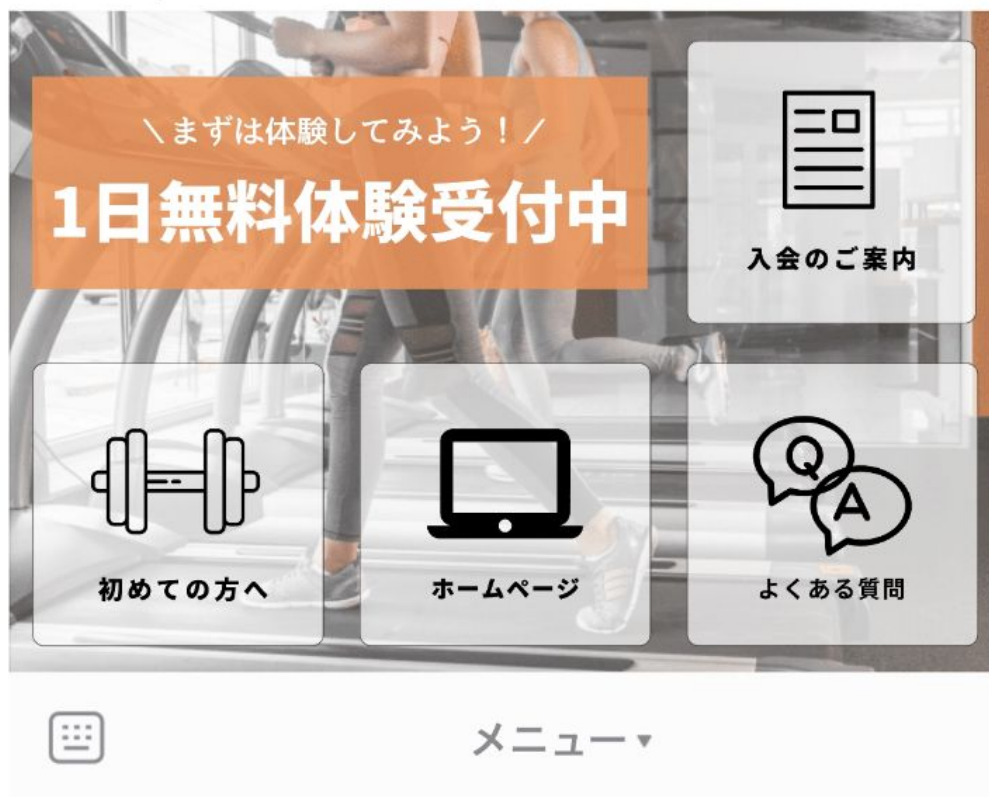 \まずは体験してみよう！/
1日無料体験受付中
入会のご案内
初めての方へ
ホームページ
Q
A
よくある質問
メニュー▼